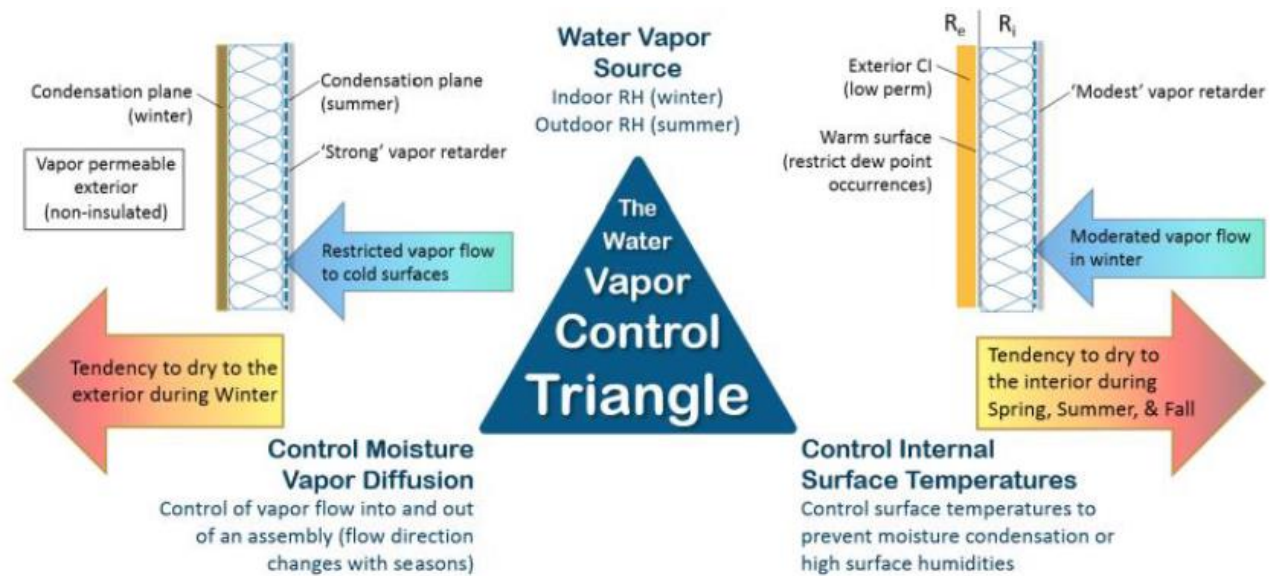 Water Vapor
Source
Indoor RH (winter)
Outdoor RH (summer)
Condensation plane
(winter)
Vapor permeable
exterior
(non-insulated)
Condensation plane
(summer)
‘Strong’ vapor retarder
Restricted vapor flow
to cold surfaces
Tendency to dry to the
exterior during Winter
The
Water
Vapor
Control
Triangle
Re
Ri
Exterior CI
(low perm)
Warm surface
(restrict dew point
occurrences)
‘Modest’ vapor retarder
Moderated vapor flow
in winter
Tendency to dry to
the interior during
Spring, Summer, & Fall
Control Moisture
Vapor Diffusion
Control of vapor flow into and out
of an assembly (flow direction
changes with seasons)
Control Internal
Surface Temperatures
Control surface temperatures to
prevent moisture condensation or
high surface humidities